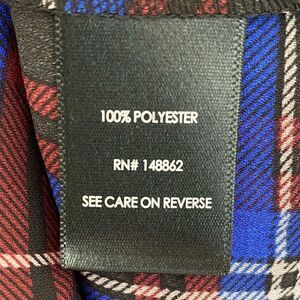 100% POLYESTER
RN# 148862
SEE CARE ON REVERSE